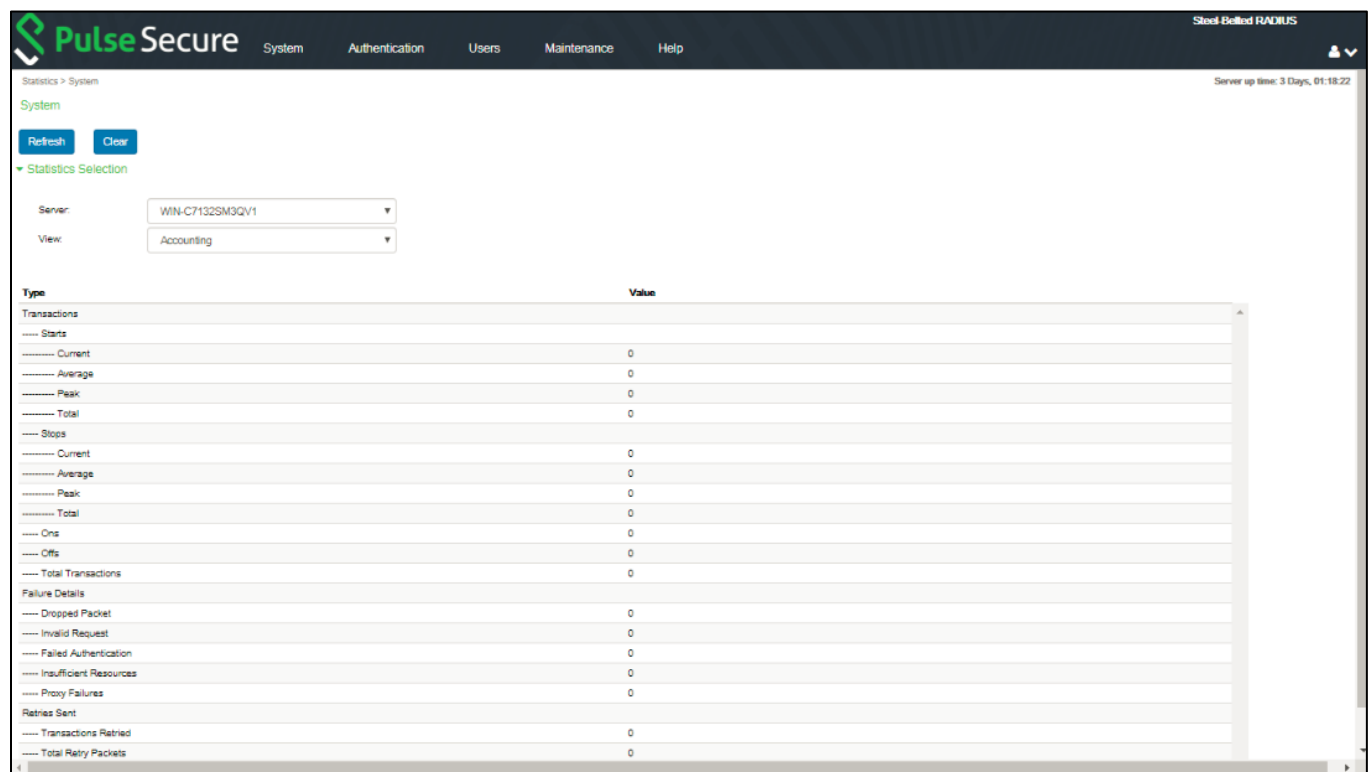 Steel-Belted RADIUS
Pulse Secure System Authentication Users Maintenance Help
Statistics > System Server up time: 3 Days, 01:18:22
System
Refresh Clear
Statistics Selection
Server: WIN-C7132SM3QV1
View: Accounting
Type Value
Transactions
----- Starts
---------- Current 0
---------- Average 0
---------- Peak 0
---------- Total 0
----- Stops
---------- Current 0
---------- Average 0
---------- Peak 0
---------- Total 0
----- Ons 0
----- Offs 0
----- Total Transactions 0
Failure Details
----- Dropped Packet 0
----- Invalid Request 0
----- Failed Authentication 0
----- Insufficient Resources 0
----- Proxy Failures 0
Retries Sent
----- Transactions Retried 0
----- Total Retry Packets 0